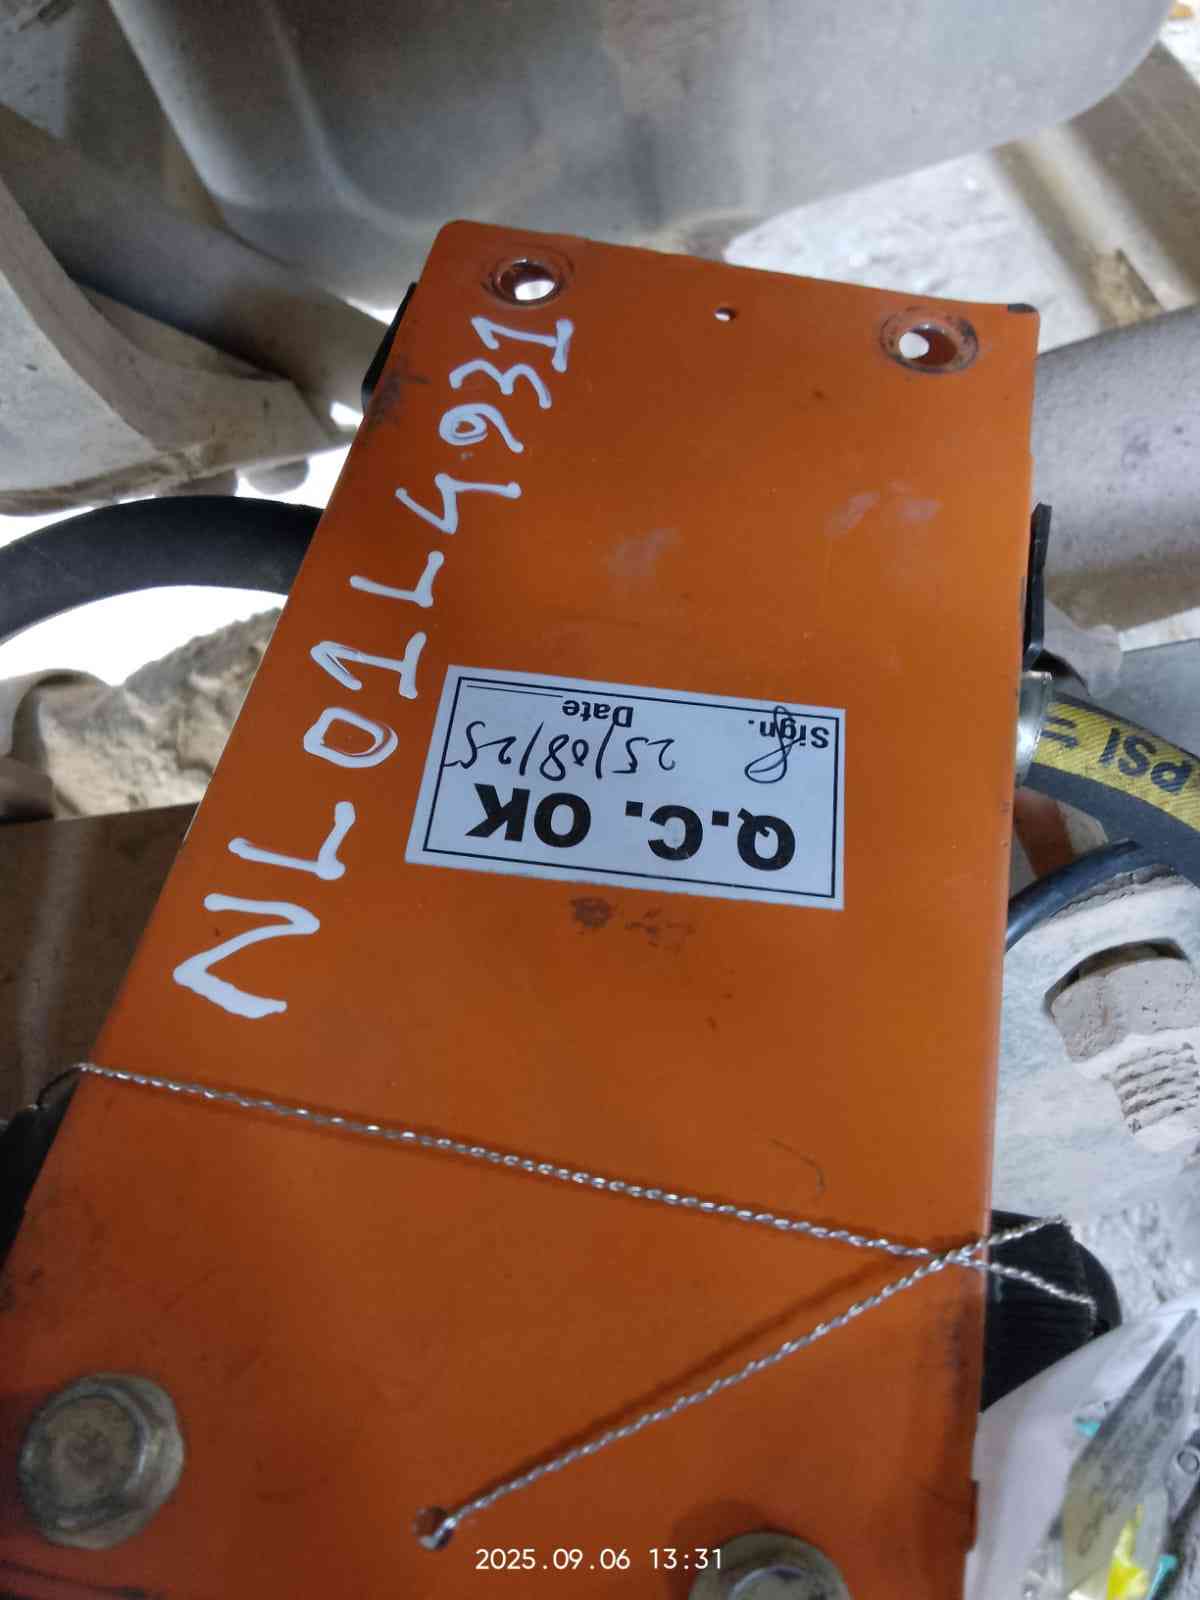 NL01L4931
Q.C. OK
25/08/25
Sign. Date
PSI =
2025.09.06 13:31